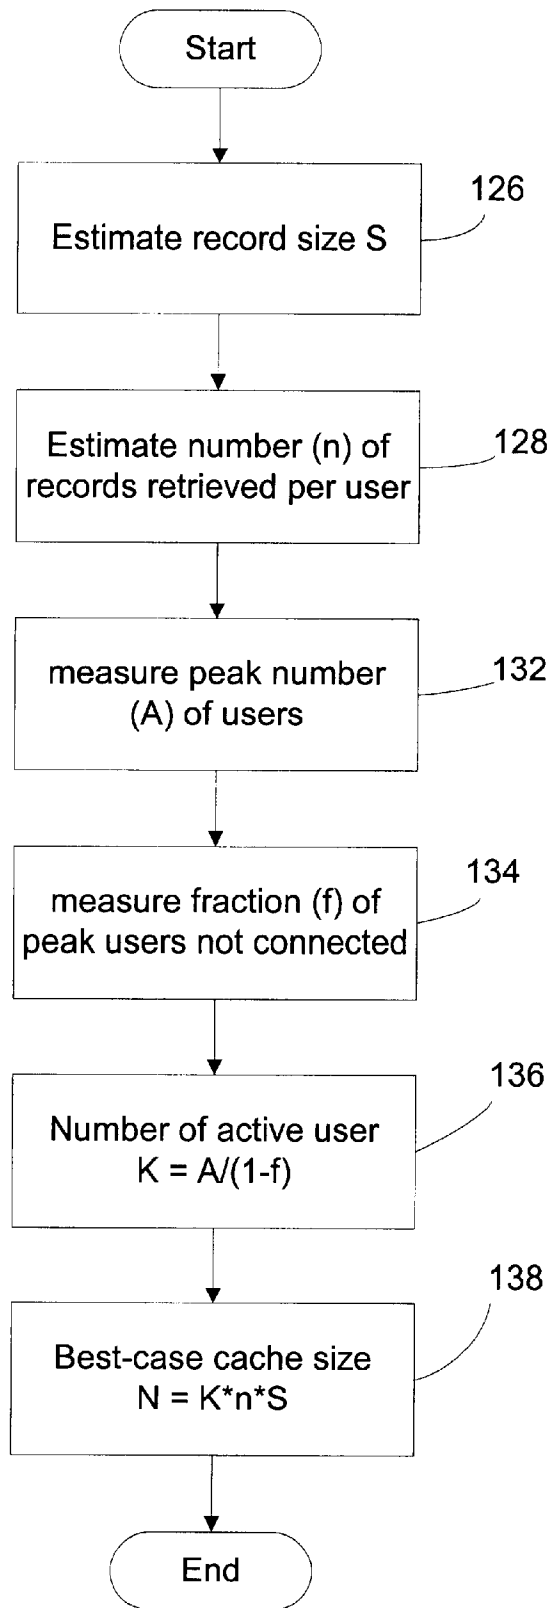 Start
126
Estimate record size S
Estimate number (n) of
records retrieved per user
128
measure peak number
(A) of users
132
measure fraction (f) of
peak users not connected
134
136
Number of active user
K = A/(1-f)
138
Best-case cache size
N = K*n*S
End